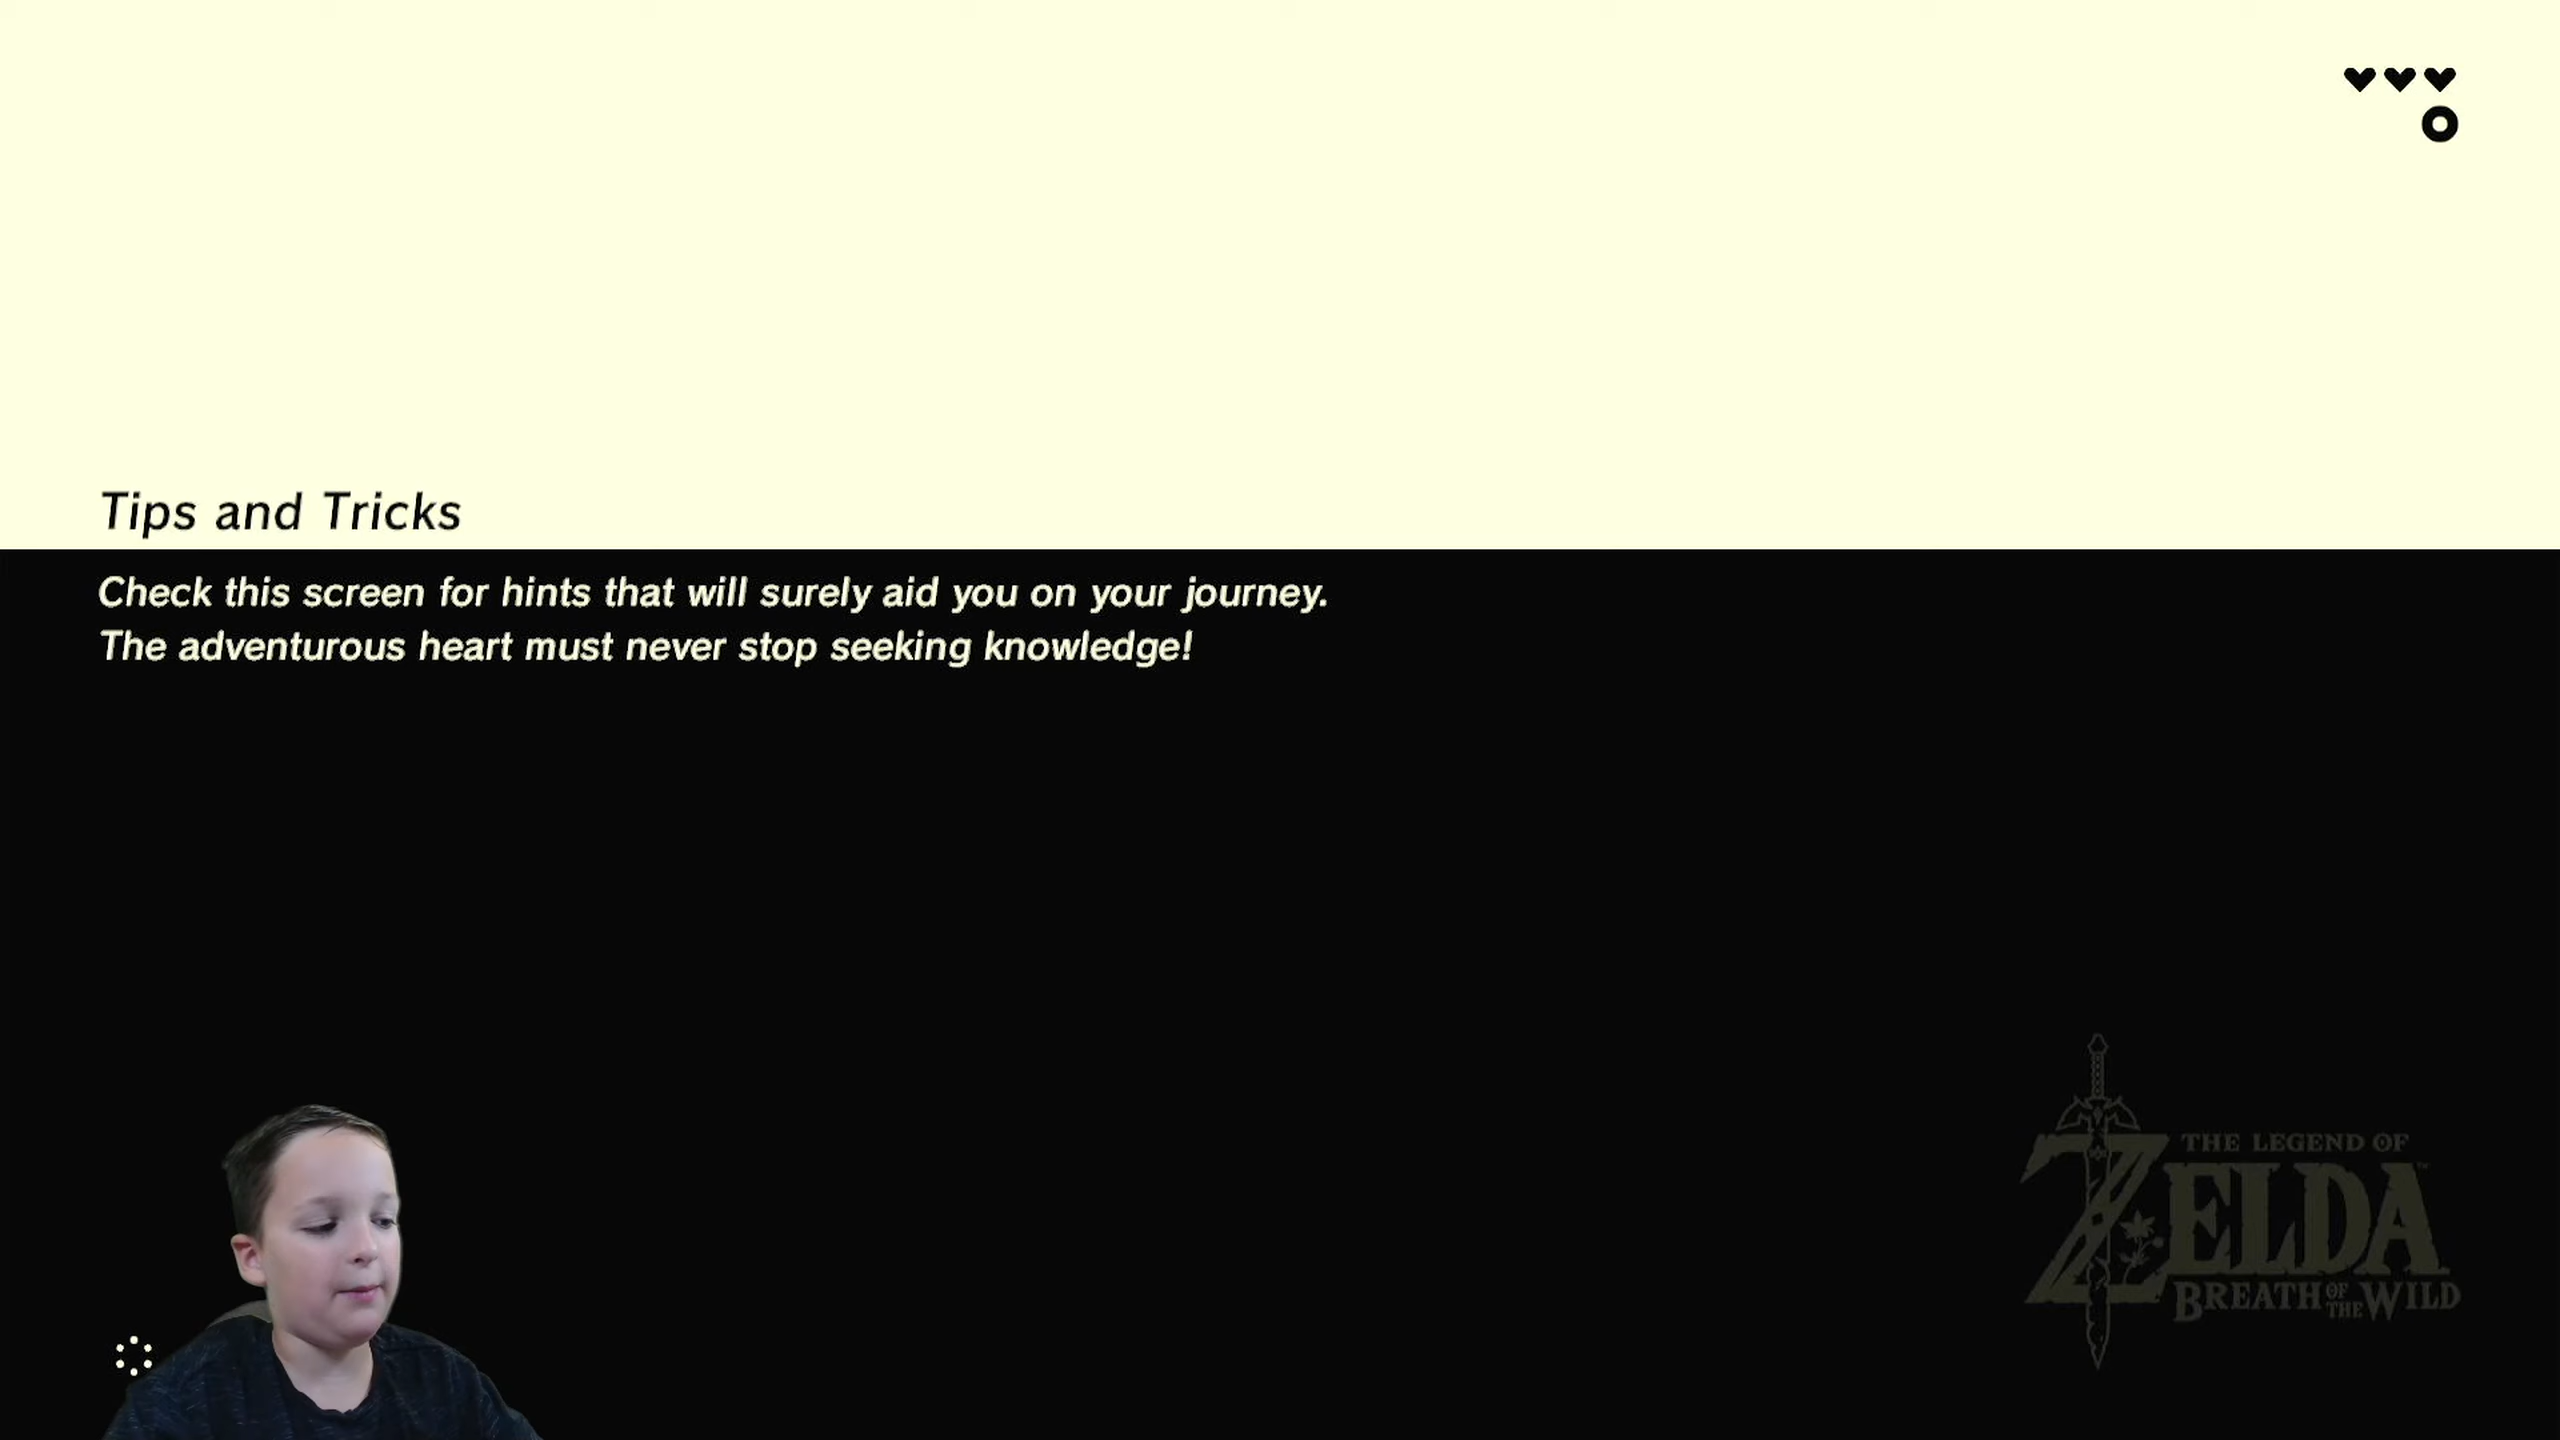 Tips and Tricks
Check this screen for hints that will surely aid you on your journey.
The adventurous heart must never stop seeking knowledge!
THE LEGEND OF
ZELDA
BREATH OF THE WILD